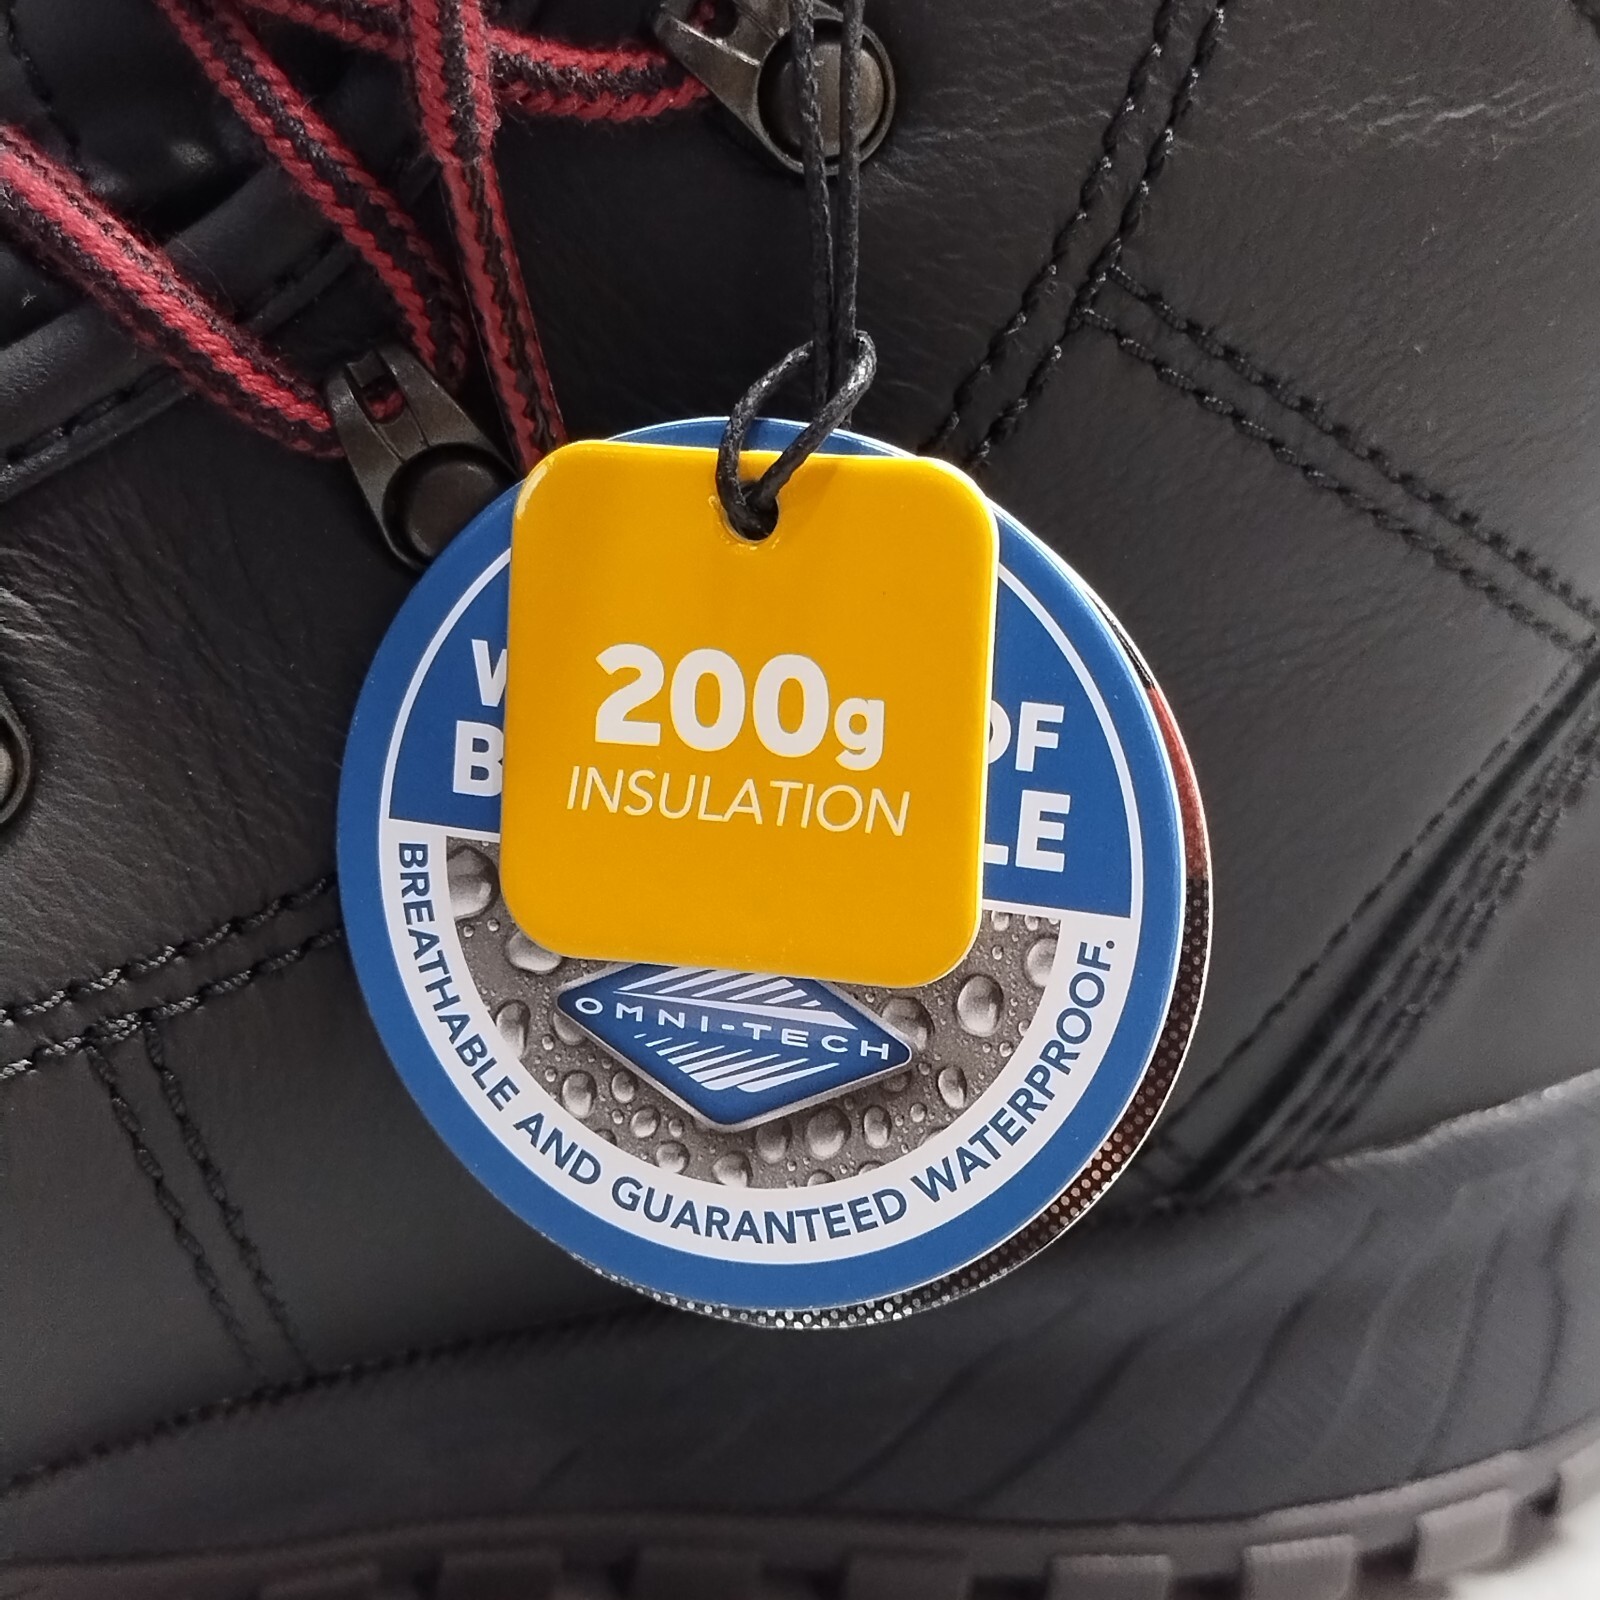 200g
INSULATION
OMNI-TECH
BREATHABLE AND GUARANTEED WATERPROOF.